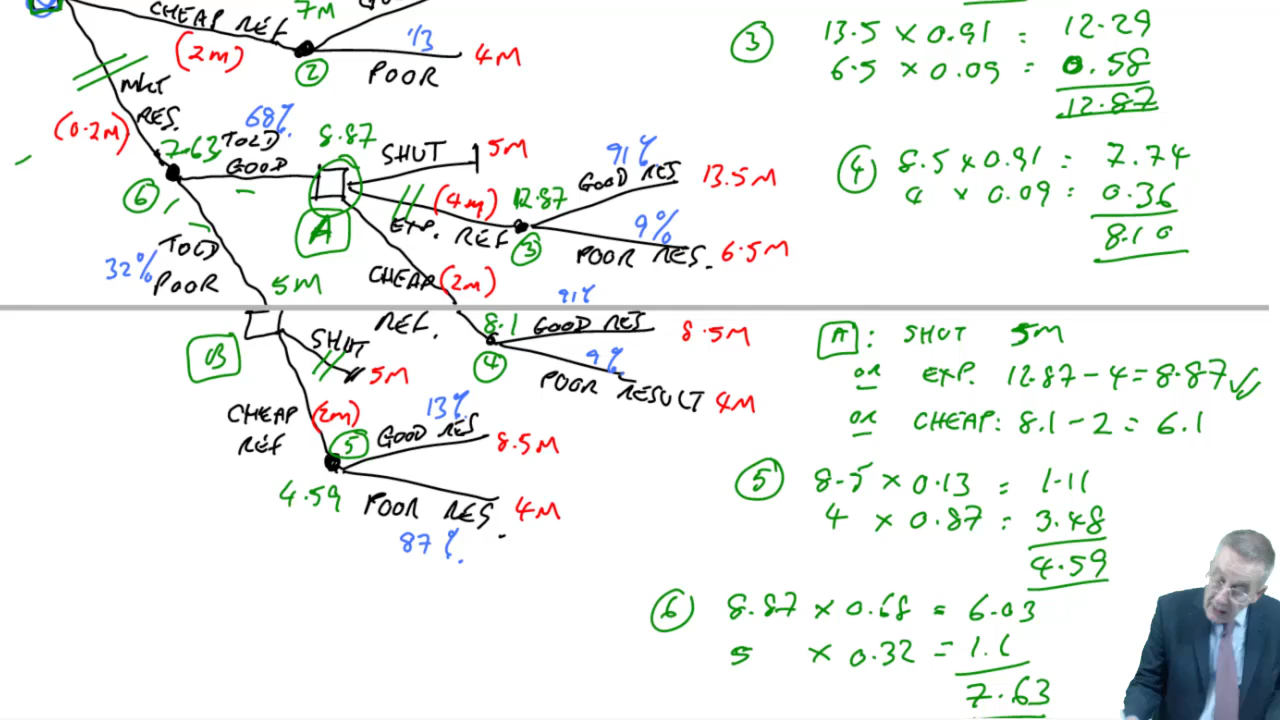 7M
CHEAP REF
(2m)
②
1/3
POOR
4M
MKT
RES.
(0.2M)
68%
TOLD
GOOD
7.63
⑥
8.87
A
SHUT
5M
(4m)
EXP. REF
12.87
③
91%
GOOD RES
13.5M
9%
POOR RES.
6.5M
32%
TOLD
POOR
5M
CHEAP (2m)
REF.
8.1
④
91%
GOOD RES
8.5M
9%
POOR RESULT 4M
B
SHUT
5M
CHEAP (2m)
REF
⑤
4.59
13%
GOOD RES
8.5M
POOR RES.
4M
87%.
③ 13.5 x 0.91 = 12.29
6.5 x 0.09 = 0.58
12.87
④ 8.5 x 0.91 = 7.74
4 x 0.09 = 0.36
8.10
A : SHUT 5M
OR EXP. 12.87 - 4 = 8.87
OR CHEAP: 8.1 - 2 = 6.1
⑤ 8.5 x 0.13 = 1.11
4 x 0.87 = 3.48
4.59
⑥ 8.87 x 0.68 = 6.03
5 x 0.32 = 1.6
7.63